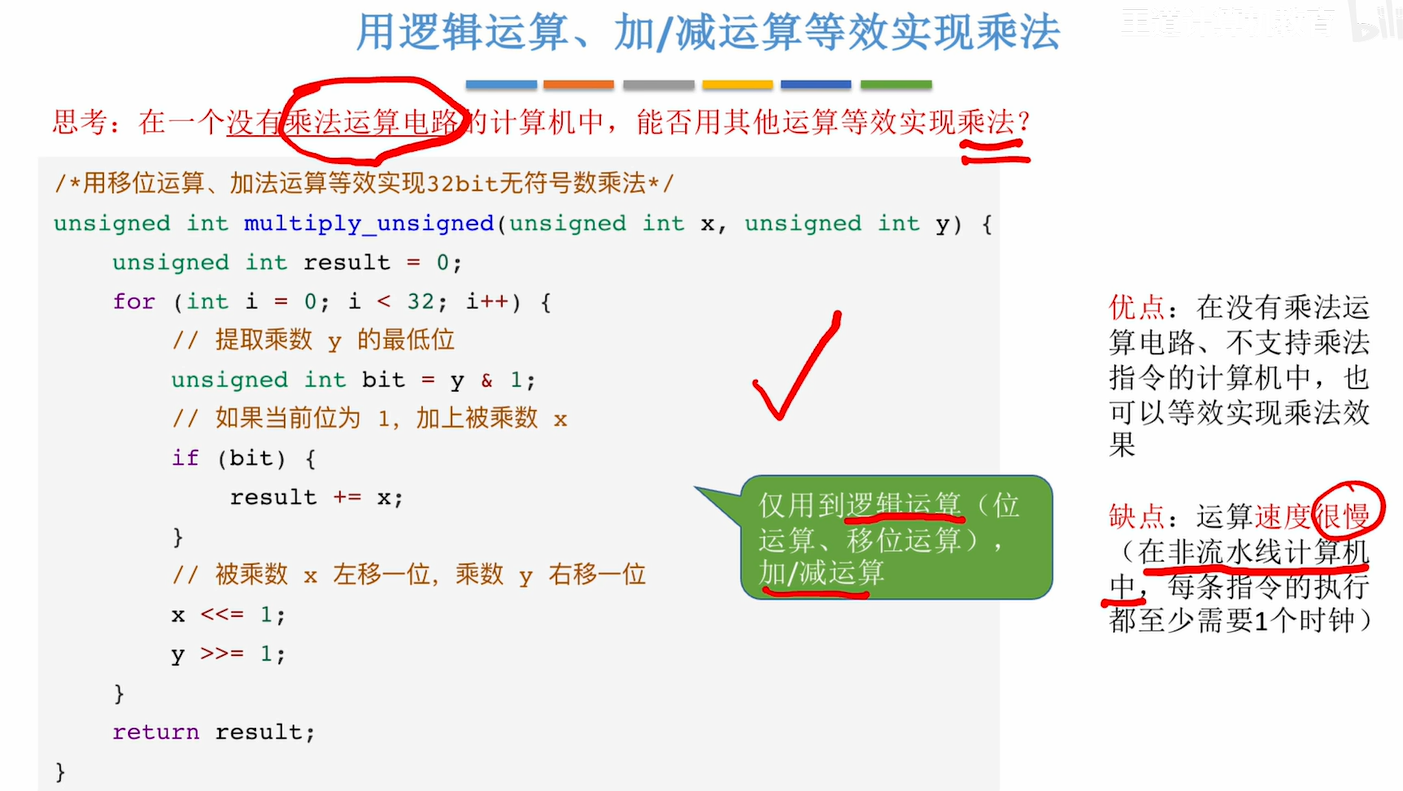 用逻辑运算、加/减运算等效实现乘法
思考：在一个没有乘法运算电路的计算机中，能否用其他运算等效实现乘法？
/*用移位运算、加法运算等效实现32bit无符号数乘法*/
unsigned int multiply_unsigned(unsigned int x, unsigned int y) {
    unsigned int result = 0;
    for (int i = 0; i < 32; i++) {
        // 提取乘数 y 的最低位
        unsigned int bit = y & 1;
        // 如果当前位为 1，加上被乘数 x
        if (bit) {
            result += x;
        }
        // 被乘数 x 左移一位，乘数 y 右移一位
        x <<= 1;
        y >>= 1;
    }
    return result;
}
仅用到逻辑运算（位
运算、移位运算），
加/减运算
优点：在没有乘法运
算电路、不支持乘法
指令的计算机中，也
可以等效实现乘法效
果
缺点：运算速度很慢
（在非流水线计算机
中，每条指令的执行
都至少需要1个时钟）